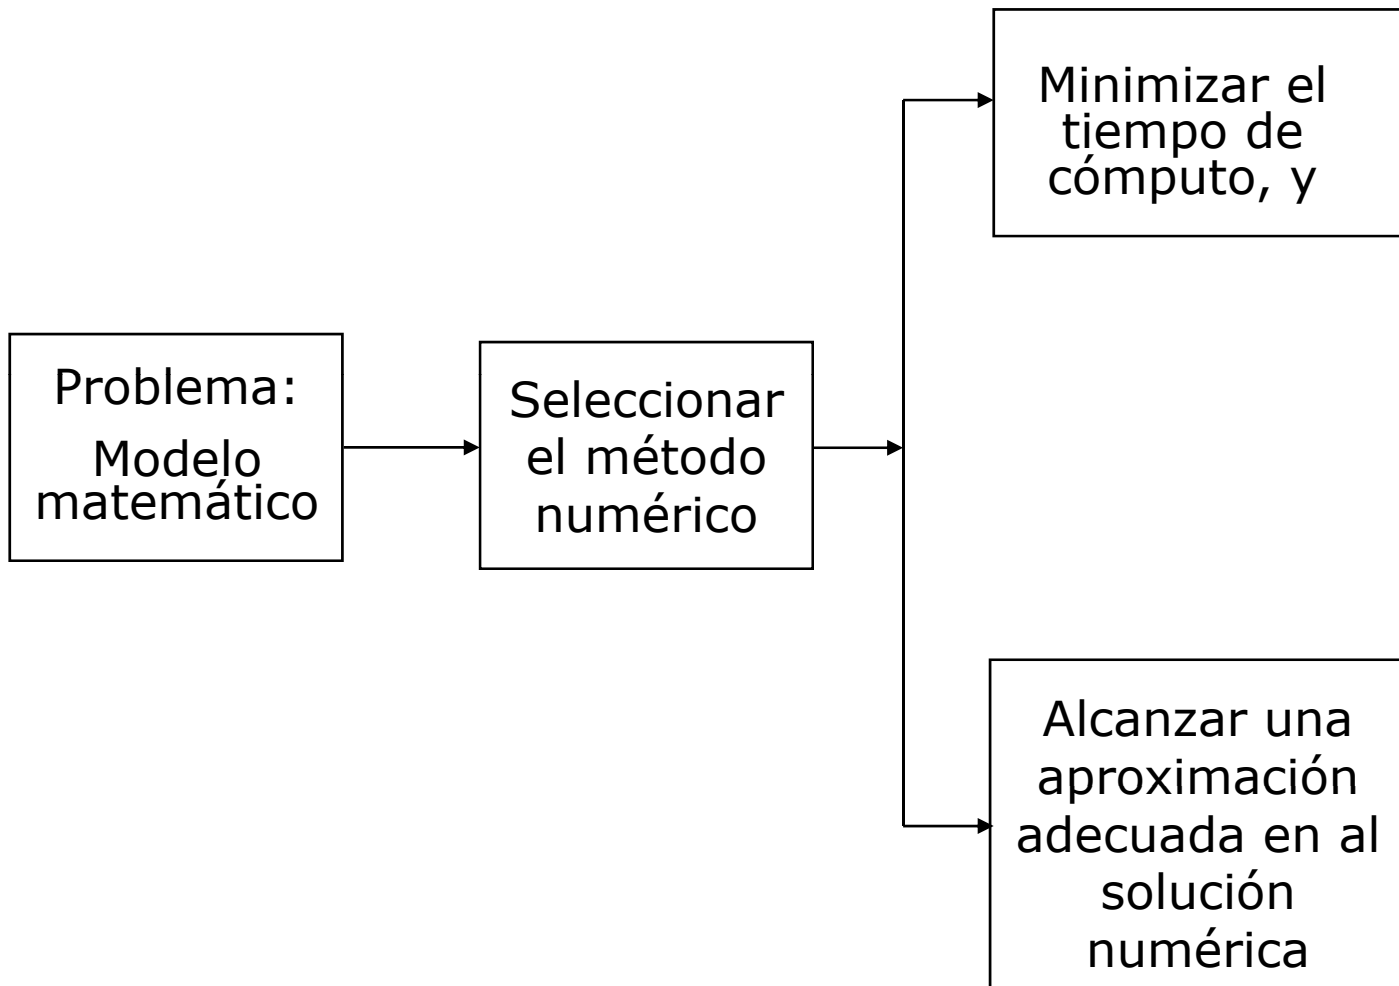 Problema:
Modelo
matemático
Seleccionar
el método
numérico
Minimizar el
tiempo de
cómputo, y
Alcanzar una
aproximación
adecuada en al
solución
numérica